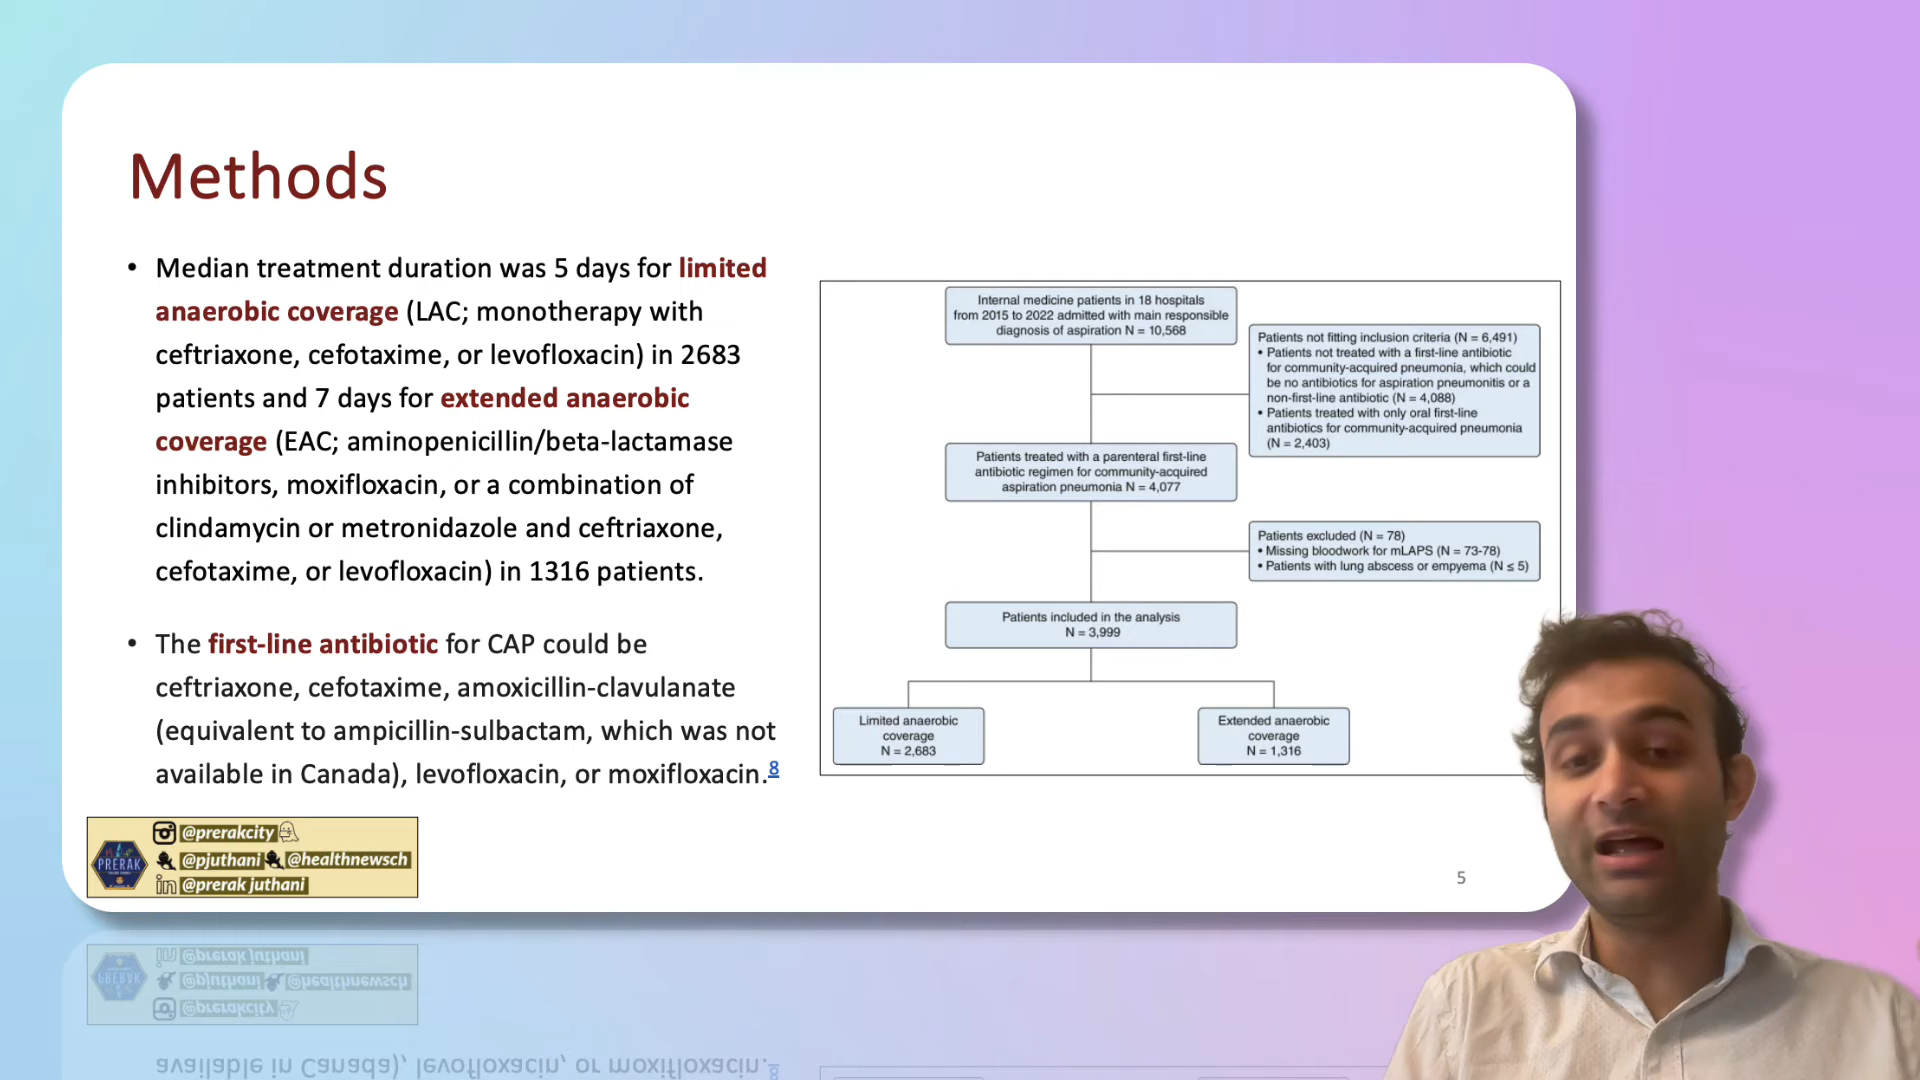 Methods
• Median treatment duration was 5 days for limited
anaerobic coverage (LAC; monotherapy with
ceftriaxone, cefotaxime, or levofloxacin) in 2683
patients and 7 days for extended anaerobic
coverage (EAC; aminopenicillin/beta-lactamase
inhibitors, moxifloxacin, or a combination of
clindamycin or metronidazole and ceftriaxone,
cefotaxime, or levofloxacin) in 1316 patients.
• The first-line antibiotic for CAP could be
ceftriaxone, cefotaxime, amoxicillin-clavulanate
(equivalent to ampicillin-sulbactam, which was not
available in Canada), levofloxacin, or moxifloxacin.8
Internal medicine patients in 18 hospitals
from 2015 to 2022 admitted with main responsible
diagnosis of aspiration N = 10,568
Patients not fitting inclusion criteria (N = 6,491)
• Patients not treated with a first-line antibiotic
for community-acquired pneumonia, which could
be no antibiotics for aspiration pneumonitis or a
non-first-line antibiotic (N = 4,088)
• Patients treated with only oral first-line
antibiotics for community-acquired pneumonia
(N = 2,403)
Patients treated with a parenteral first-line
antibiotic regimen for community-acquired
aspiration pneumonia N = 4,077
Patients excluded (N = 78)
• Missing bloodwork for mLAPS (N = 73-78)
• Patients with lung abscess or empyema (N ≤ 5)
Patients included in the analysis
N = 3,999
Limited anaerobic
coverage
N = 2,683
Extended anaerobic
coverage
N = 1,316
PRERAK
@prerakcity
@pjuthani @healthnewsch
in @prerak juthani
5